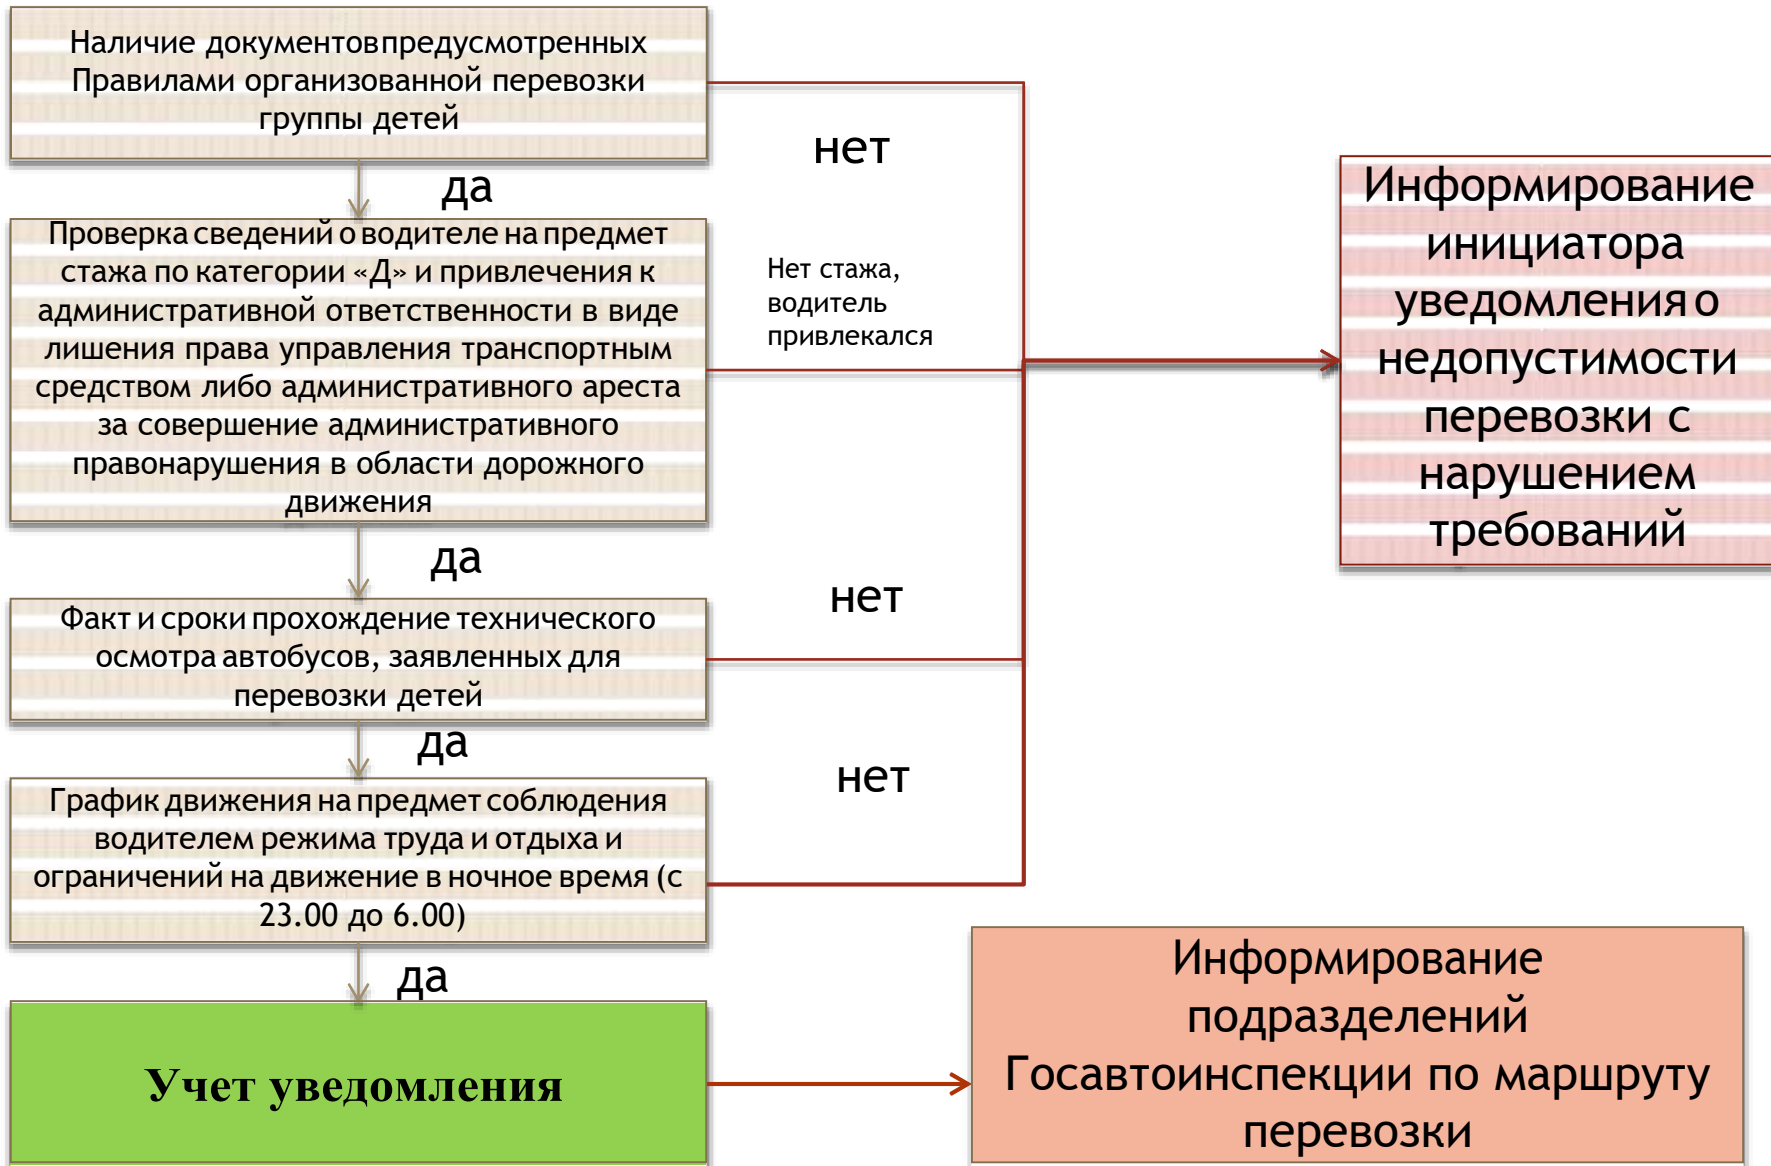 Наличие документов предусмотренных
Правилами организованной перевозки
группы детей
нет
да
Проверка сведений о водителе на предмет
стажа по категории «Д» и привлечения к
административной ответственности в виде
лишения права управления транспортным
средством либо административного ареста
за совершение административного
правонарушения в области дорожного
движения
Нет стажа,
водитель
привлекался
Информирование
инициатора
уведомления о
недопустимости
перевозки с
нарушением
требований
да
нет
Факт и сроки прохождение технического
осмотра автобусов, заявленных для
перевозки детей
да
нет
График движения на предмет соблюдения
водителем режима труда и отдыха и
ограничений на движение в ночное время (с
23.00 до 6.00)
да
Учет уведомления
Информирование
подразделений
Госавтоинспекции по маршруту
перевозки